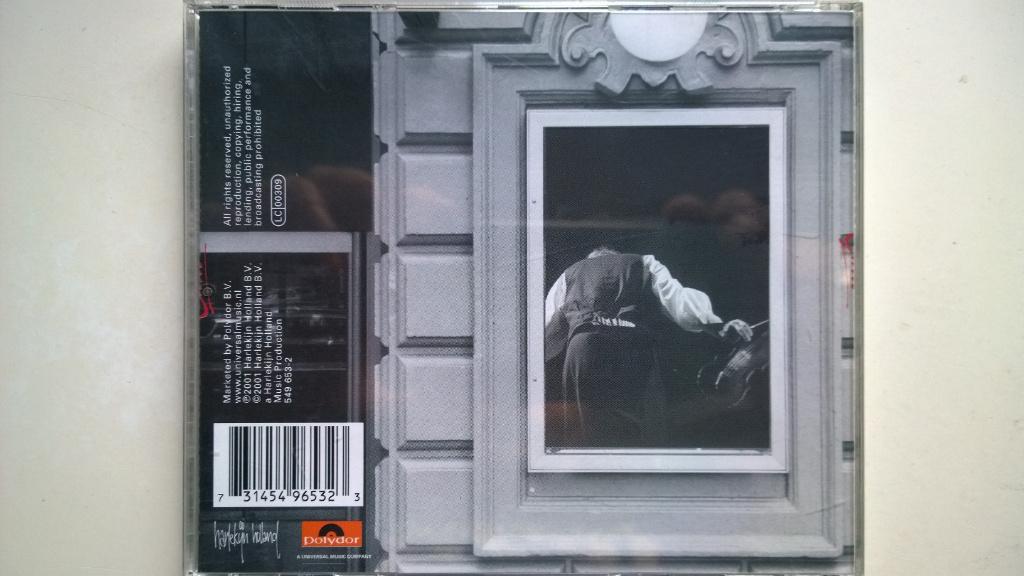 All rights reserved, unauthorized
reproduction, copying, hiring,
lending, public performance and
broadcasting prohibited
LC 00309
Marketed by Polydor B.V.
www.universalmusic.nl
℗2001 Harlekijn Holland B.V.
©2001 Harlekijn Holland B.V.
a Harlekijn Holland
Music Production
549 653-2
7 31454 96532 3
harlekijn holland
polydor
A UNIVERSAL MUSIC COMPANY